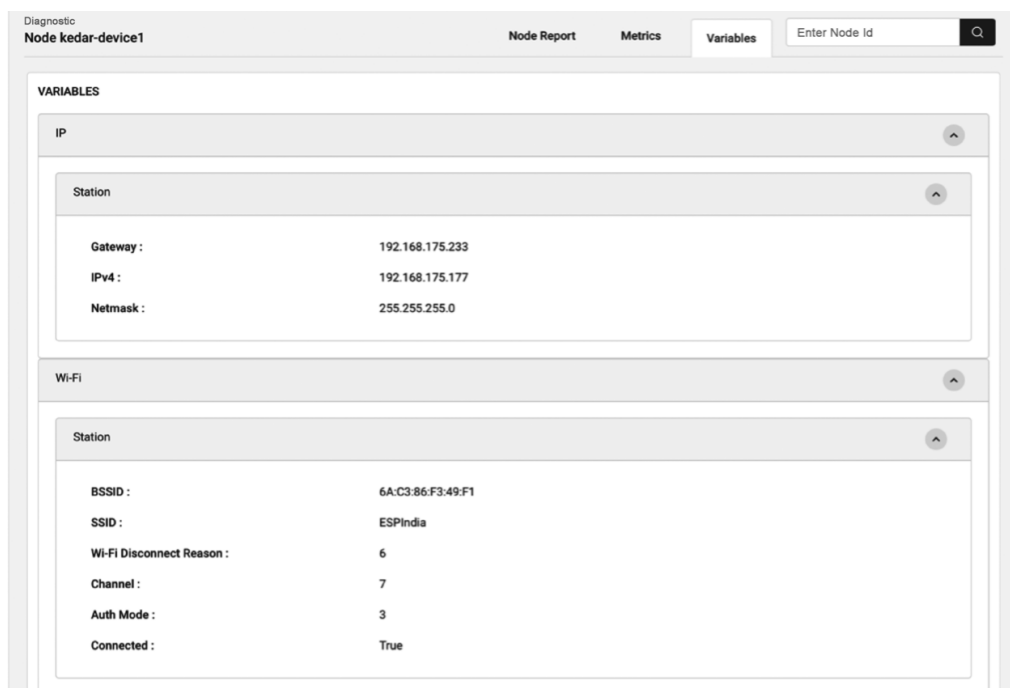 Diagnostic
Node kedar-device1
Node Report
Metrics
Variables
Enter Node Id
VARIABLES
IP
Station
Gateway : 192.168.175.233
IPv4 : 192.168.175.177
Netmask : 255.255.255.0
Wi-Fi
Station
BSSID : 6A:C3:86:F3:49:F1
SSID : ESPIndia
Wi-Fi Disconnect Reason : 6
Channel : 7
Auth Mode : 3
Connected : True